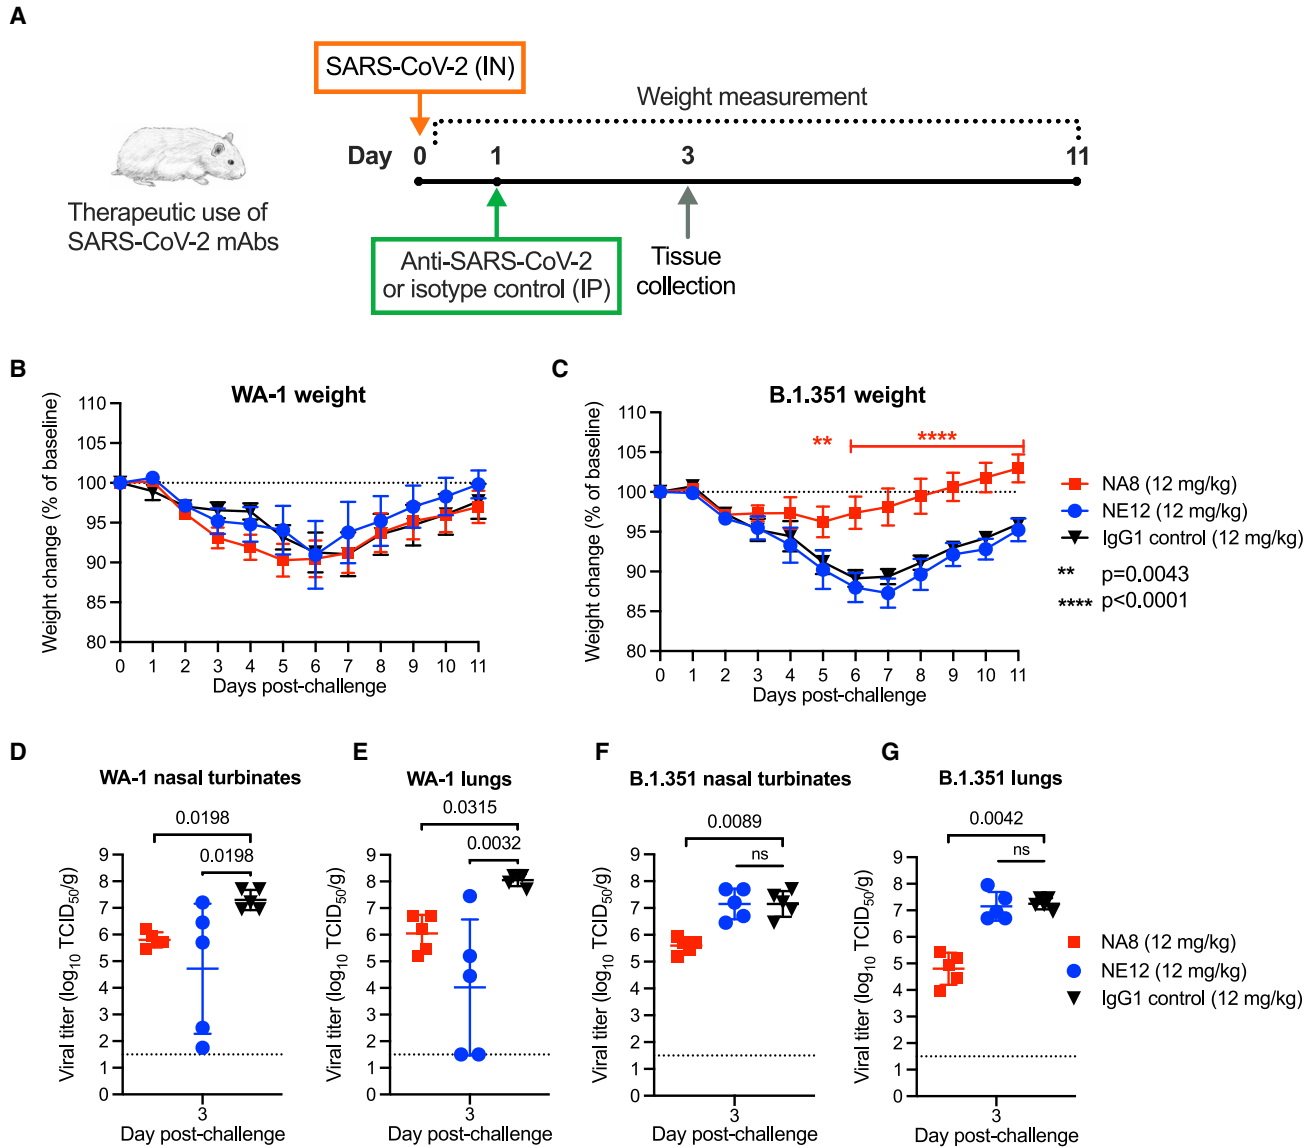 A
SARS-CoV-2 (IN)
Weight measurement
Day 0 1 3 11
Therapeutic use of
SARS-CoV-2 mAbs
Anti-SARS-CoV-2
or isotype control (IP)
Tissue
collection
B
WA-1 weight
Weight change (% of baseline)
110
105
100
95
90
85
80
0 1 2 3 4 5 6 7 8 9 10 11
Days post-challenge
C
B.1.351 weight
Weight change (% of baseline)
110
105
100
95
90
85
80
** ****
0 1 2 3 4 5 6 7 8 9 10 11
Days post-challenge
NA8 (12 mg/kg)
NE12 (12 mg/kg)
IgG1 control (12 mg/kg)
** p=0.0043
**** p<0.0001
D
WA-1 nasal turbinates
0.0198
0.0198
Viral titer (log10 TCID50/g)
9
8
7
6
5
4
3
2
1
0
3
Day post-challenge
E
WA-1 lungs
0.0315
0.0032
Viral titer (log10 TCID50/g)
9
8
7
6
5
4
3
2
1
0
3
Day post-challenge
F
B.1.351 nasal turbinates
0.0089
ns
Viral titer (log10 TCID50/g)
9
8
7
6
5
4
3
2
1
0
3
Day post-challenge
G
B.1.351 lungs
0.0042
ns
Viral titer (log10 TCID50/g)
9
8
7
6
5
4
3
2
1
0
3
Day post-challenge
NA8 (12 mg/kg)
NE12 (12 mg/kg)
IgG1 control (12 mg/kg)